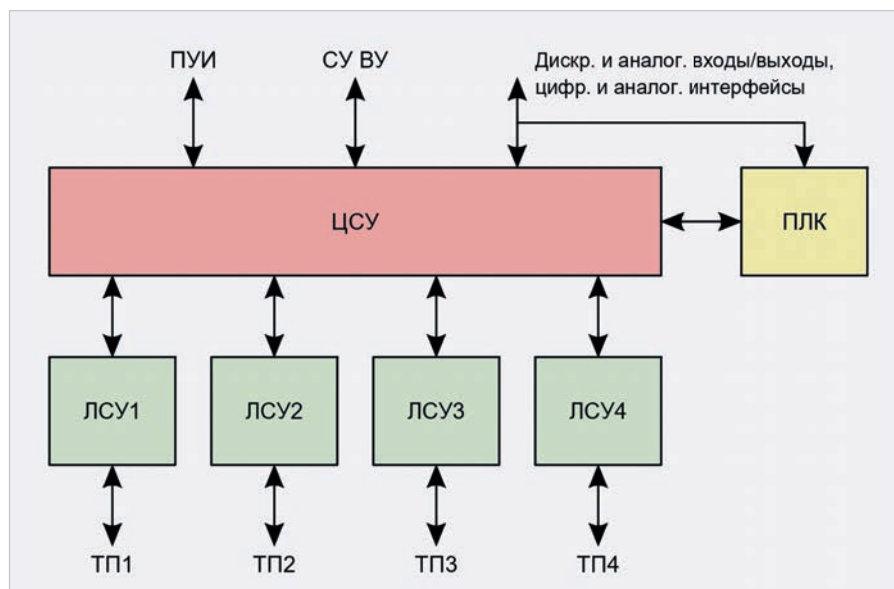 ПУИ
СУ ВУ
Дискр. и аналог. входы/выходы,
цифр. и аналог. интерфейсы
ЦСУ
ПЛК
ЛСУ1
ЛСУ2
ЛСУ3
ЛСУ4
ТП1
ТП2
ТП3
ТП4